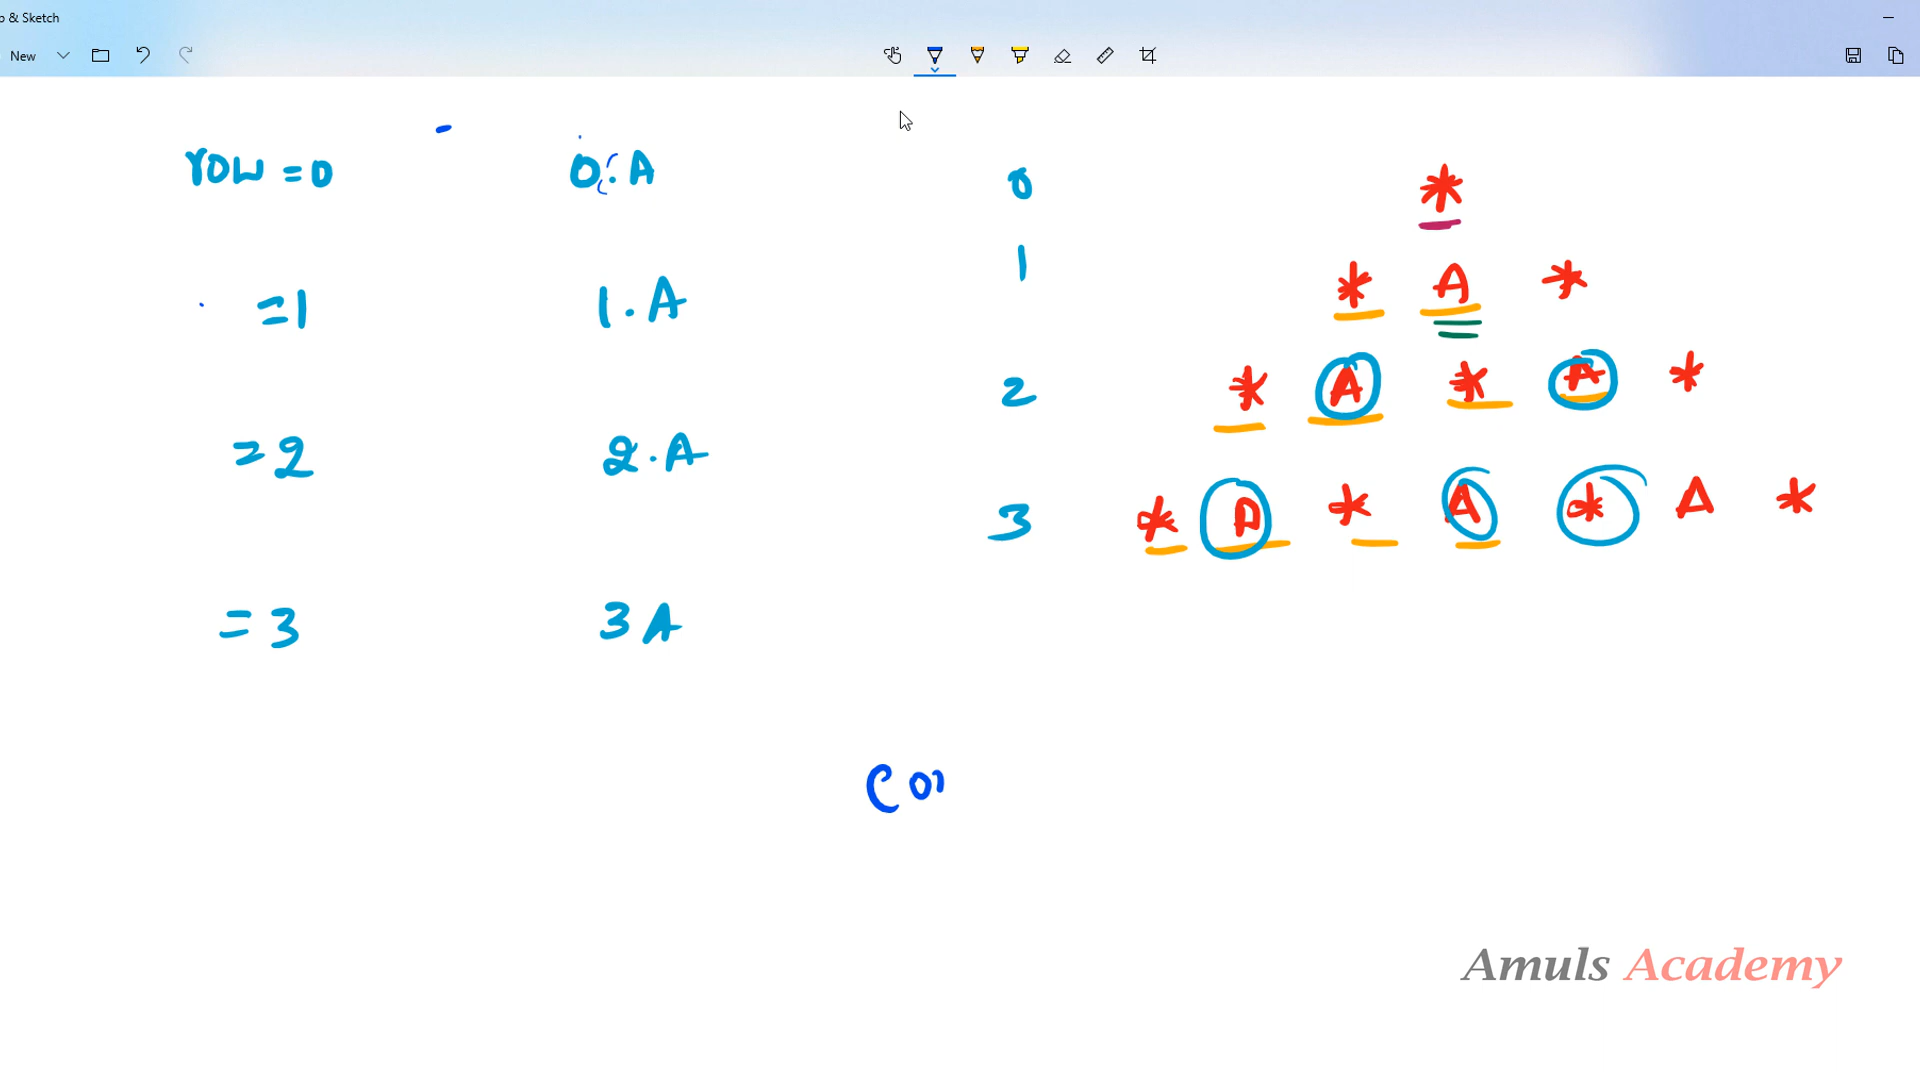 p & Sketch
New
row = 0 0. A 0 *
= 1 1. A 1 * A *
= 2 2. A 2 * A * A *
= 3 3 A 3 * A * A * A *
Amuls Academy